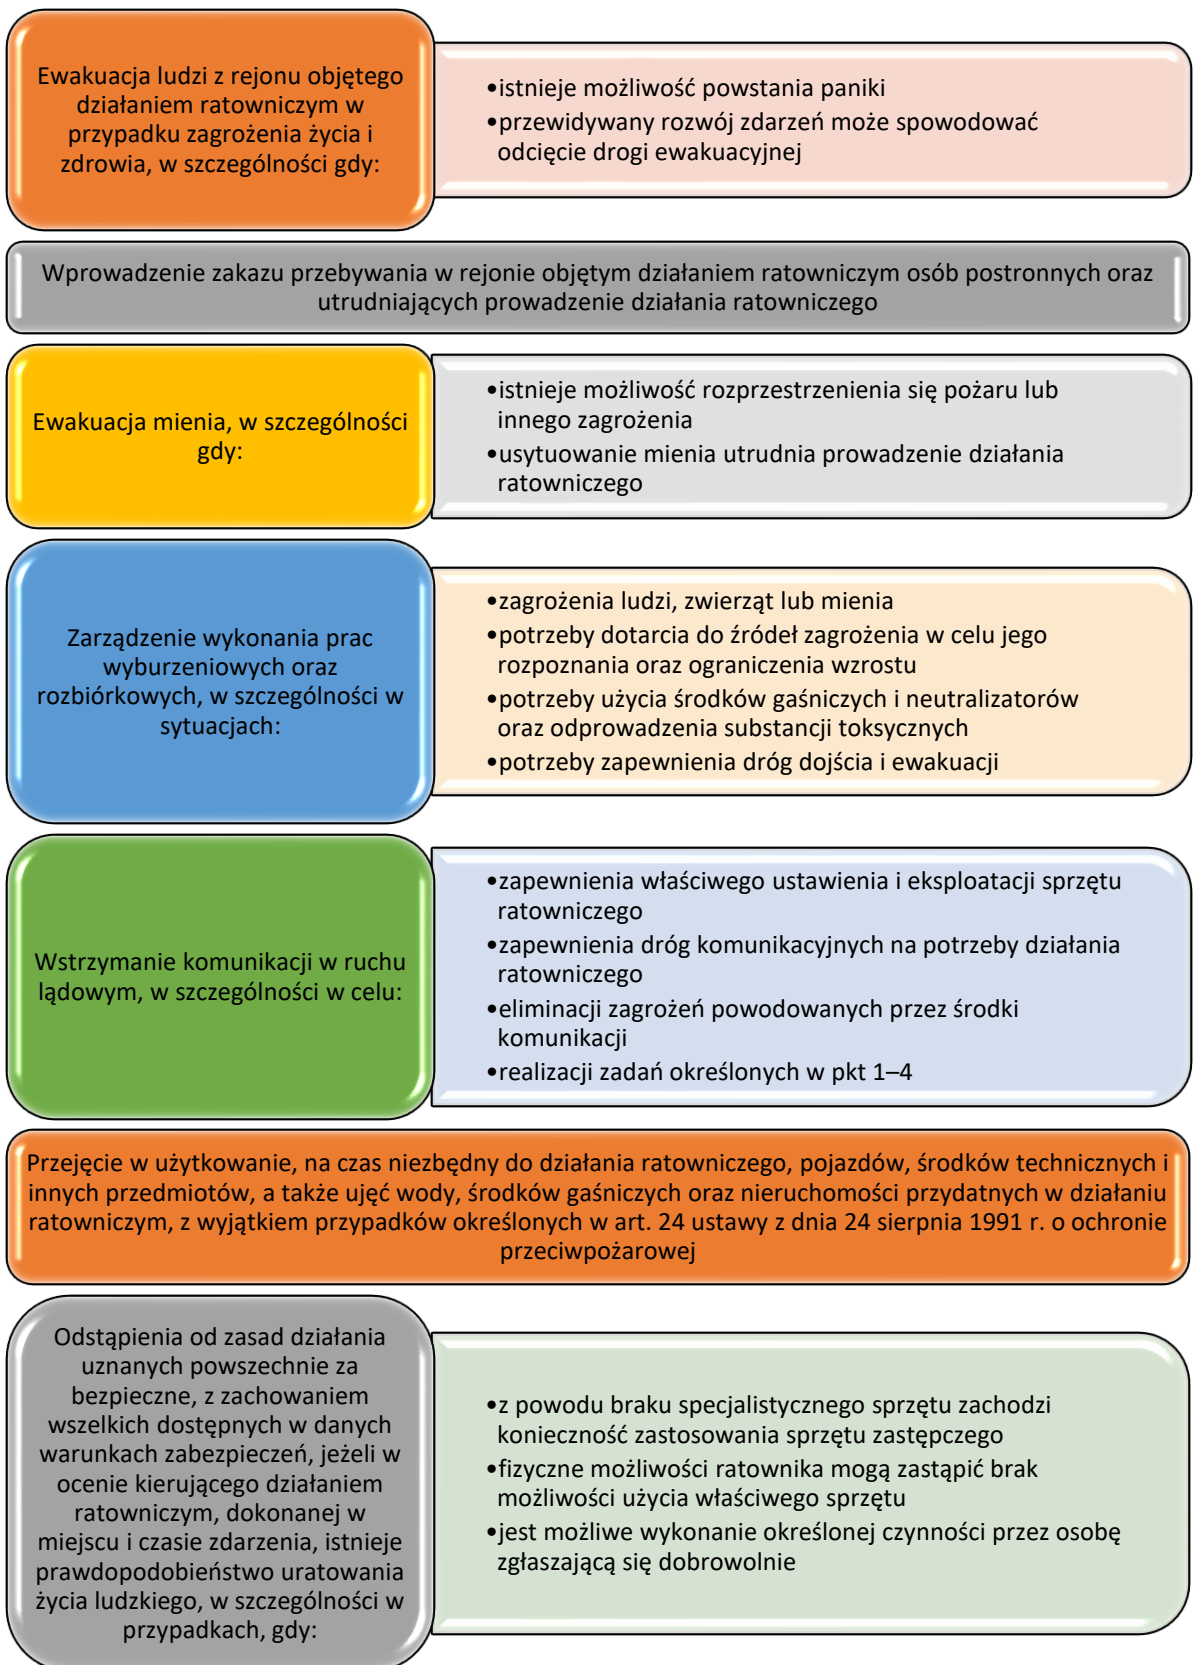 Ewakuacja ludzi z rejonu objętego
działaniem ratowniczym w
przypadku zagrożenia życia i
zdrowia, w szczególności gdy:
•istnieje możliwość powstania paniki
•przewidywany rozwój zdarzeń może spowodować
odcięcie drogi ewakuacyjnej
Wprowadzenie zakazu przebywania w rejonie objętym działaniem ratowniczym osób postronnych oraz
utrudniających prowadzenie działania ratowniczego
Ewakuacja mienia, w szczególności
gdy:
•istnieje możliwość rozprzestrzenienia się pożaru lub
innego zagrożenia
•usytuowanie mienia utrudnia prowadzenie działania
ratowniczego
Zarządzenie wykonania prac
wyburzeniowych oraz
rozbiórkowych, w szczególności w
sytuacjach:
•zagrożenia ludzi, zwierząt lub mienia
•potrzeby dotarcia do źródeł zagrożenia w celu jego
rozpoznania oraz ograniczenia wzrostu
•potrzeby użycia środków gaśniczych i neutralizatorów
oraz odprowadzenia substancji toksycznych
•potrzeby zapewnienia dróg dojścia i ewakuacji
Wstrzymanie komunikacji w ruchu
lądowym, w szczególności w celu:
•zapewnienia właściwego ustawienia i eksploatacji sprzętu
ratowniczego
•zapewnienia dróg komunikacyjnych na potrzeby działania
ratowniczego
•eliminacji zagrożeń powodowanych przez środki
komunikacji
•realizacji zadań określonych w pkt 1–4
Przejęcie w użytkowanie, na czas niezbędny do działania ratowniczego, pojazdów, środków technicznych i
innych przedmiotów, a także ujęć wody, środków gaśniczych oraz nieruchomości przydatnych w działaniu
ratowniczym, z wyjątkiem przypadków określonych w art. 24 ustawy z dnia 24 sierpnia 1991 r. o ochronie
przeciwpożarowej
Odstąpienia od zasad działania
uznanych powszechnie za
bezpieczne, z zachowaniem
wszelkich dostępnych w danych
warunkach zabezpieczeń, jeżeli w
ocenie kierującego działaniem
ratowniczym, dokonanej w
miejscu i czasie zdarzenia, istnieje
prawdopodobieństwo uratowania
życia ludzkiego, w szczególności w
przypadkach, gdy:
•z powodu braku specjalistycznego sprzętu zachodzi
konieczność zastosowania sprzętu zastępczego
•fizyczne możliwości ratownika mogą zastąpić brak
możliwości użycia właściwego sprzętu
•jest możliwe wykonanie określonej czynności przez osobę
zgłaszającą się dobrowolnie